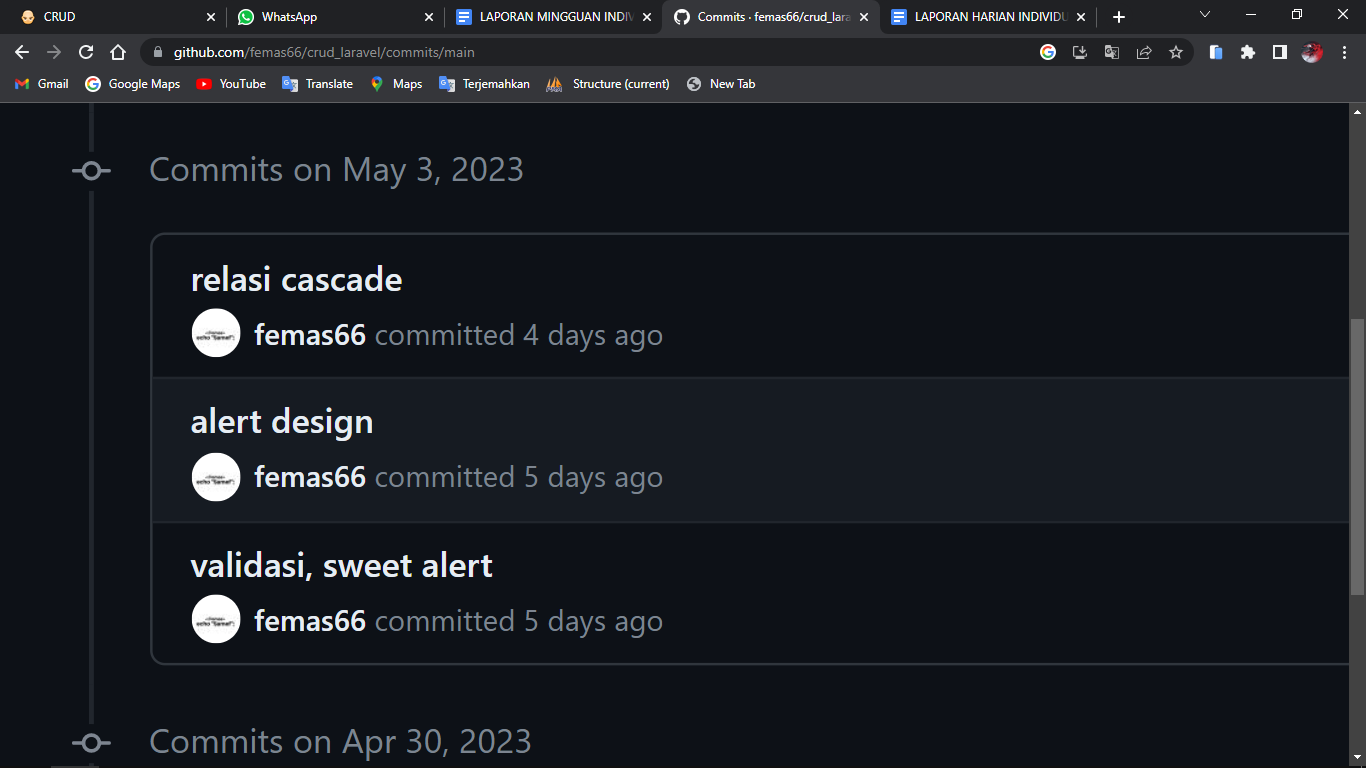 CRUD
WhatsApp
LAPORAN MINGGUAN INDIV
Commits · femas66/crud_lara
LAPORAN HARIAN INDIVIDU
github.com/femas66/crud_laravel/commits/main
Gmail
Google Maps
YouTube
Translate
Maps
Terjemahkan
Structure (current)
New Tab
Commits on May 3, 2023
relasi cascade
femas66 committed 4 days ago
alert design
femas66 committed 5 days ago
validasi, sweet alert
femas66 committed 5 days ago
Commits on Apr 30, 2023